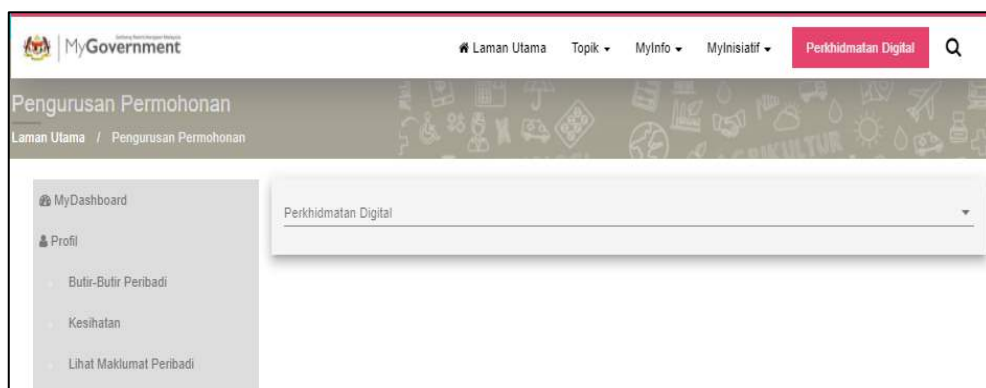 MyGovernment
Laman Utama Topik MyInfo MyInisiatif Perkhidmatan Digital
Pengurusan Permohonan
Laman Utama / Pengurusan Permohonan
AGRIKULTUR
MyDashboard
Perkhidmatan Digital
Profil
Butir-Butir Peribadi
Kesihatan
Lihat Maklumat Peribadi